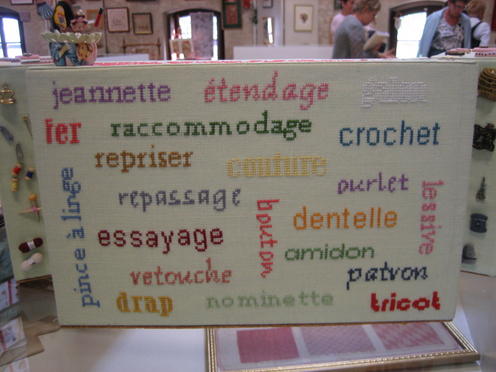 jeannette
étendage
fer
raccommodage
crochet
repriser
couture
pince à linge
repassage
ourlet
lessive
bouton
dentelle
essayage
amidon
retouche
patron
drap
nominette
tricot